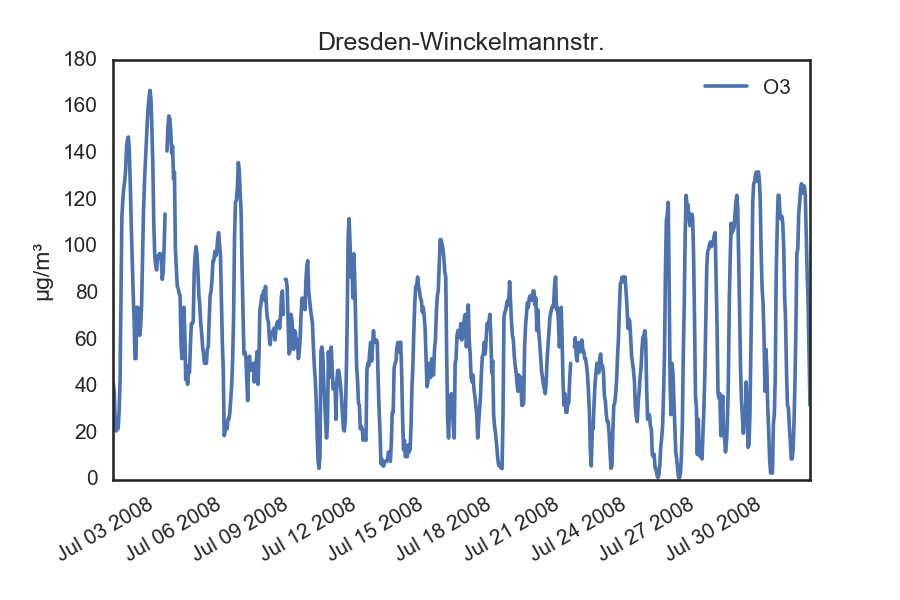 Dresden-Winckelmannstr.
O3
µg/m³
180
160
140
120
100
80
60
40
20
0
Jul 03 2008
Jul 06 2008
Jul 09 2008
Jul 12 2008
Jul 15 2008
Jul 18 2008
Jul 21 2008
Jul 24 2008
Jul 27 2008
Jul 30 2008